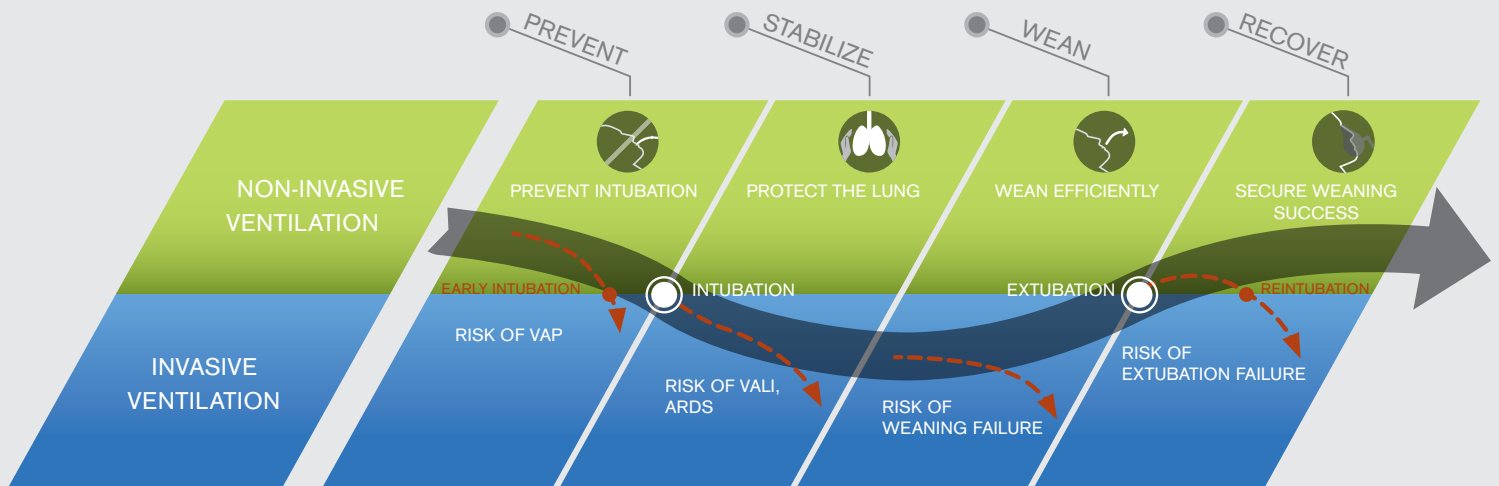 PREVENT
STABILIZE
WEAN
RECOVER
NON-INVASIVE
VENTILATION
PREVENT INTUBATION
PROTECT THE LUNG
WEAN EFFICIENTLY
SECURE WEANING
SUCCESS
EARLY INTUBATION
INTUBATION
EXTUBATION
REINTUBATION
RISK OF VAP
INVASIVE
VENTILATION
RISK OF VALI,
ARDS
RISK OF
WEANING FAILURE
RISK OF
EXTUBATION FAILURE